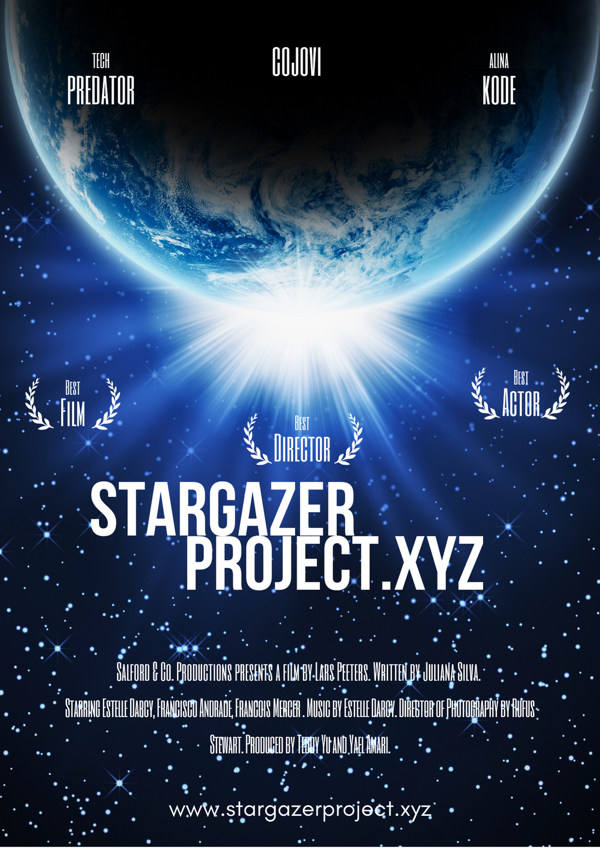 TECH
PREDATOR
COJOVI
ALINA
KODE
BEST
FILM
BEST
DIRECTOR
BEST
ACTOR
STARGAZER
PROJECT.XYZ
SALFORD & CO. PRODUCTIONS PRESENTS A FILM BY LARS PEETERS. WRITTEN BY JULIANA SILVA.
STARRING ESTELLE DARCY, FRANCISCO ANDRADE, FRANCOIS MERCER . MUSIC BY ESTELLE DARCY. DIRECTOR OF PHOTOGRAPHY BY RUFUS
STEWART. PRODUCED BY TEDDY YU AND YAEL AMARI.
www.stargazerproject.xyz